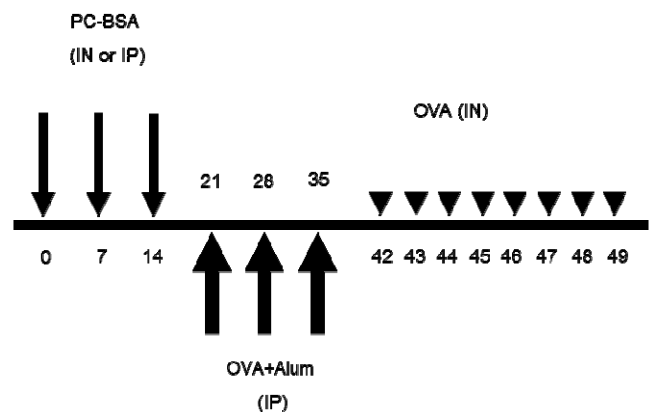 PC-BSA
(IN or IP)
OVA (IN)
21 28 35
0 7 14 42 43 44 45 46 47 48 49
OVA+Alum
(IP)